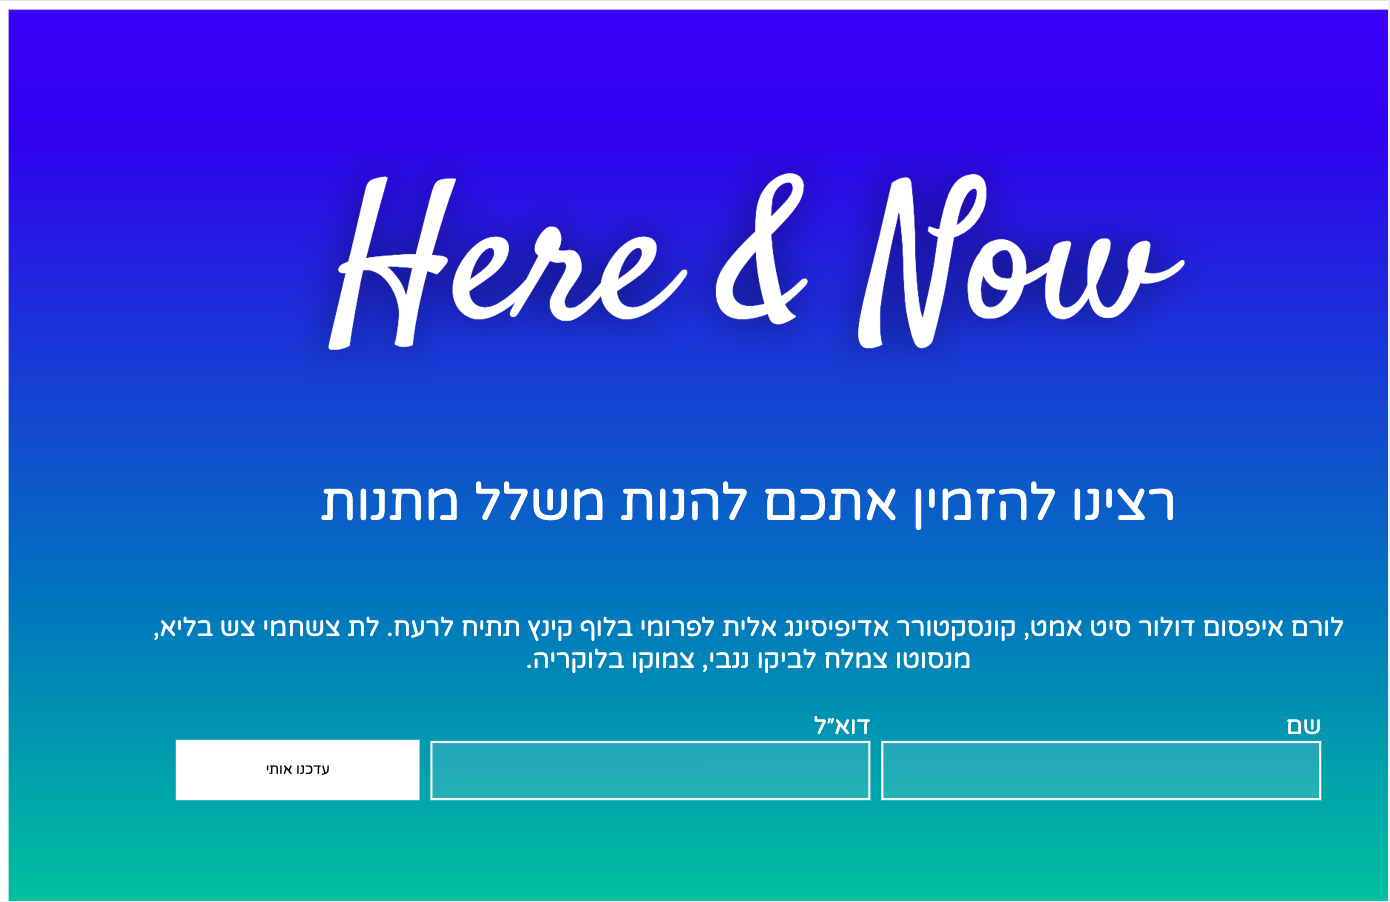 Here & Now
רצינו להזמין אתכם להנות משלל מתנות
לורם איפסום דולור סיט אמט, קונסקטורר אדיפיסינג אלית לפרומי בלוף קינץ תתיח לרעח. לת צשחמי צש בליא,
מנסוטו צמלח לביקו ננבי, צמוקו בלוקריה.
שם
דוא״ל
עדכנו אותי